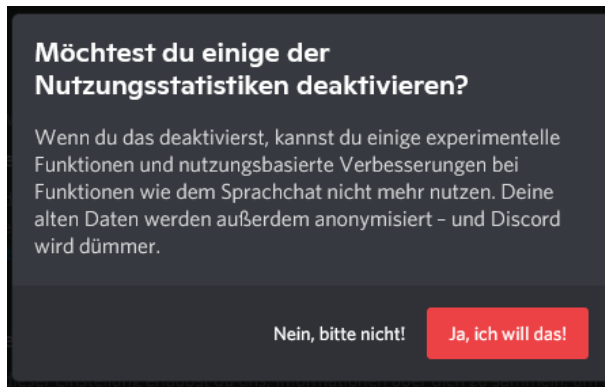 Möchtest du einige der
Nutzungsstatistiken deaktivieren?
Wenn du das deaktivierst, kannst du einige experimentelle
Funktionen und nutzungsbasierte Verbesserungen bei
Funktionen wie dem Sprachchat nicht mehr nutzen. Deine
alten Daten werden außerdem anonymisiert – und Discord
wird dümmer.
Nein, bitte nicht! Ja, ich will das!